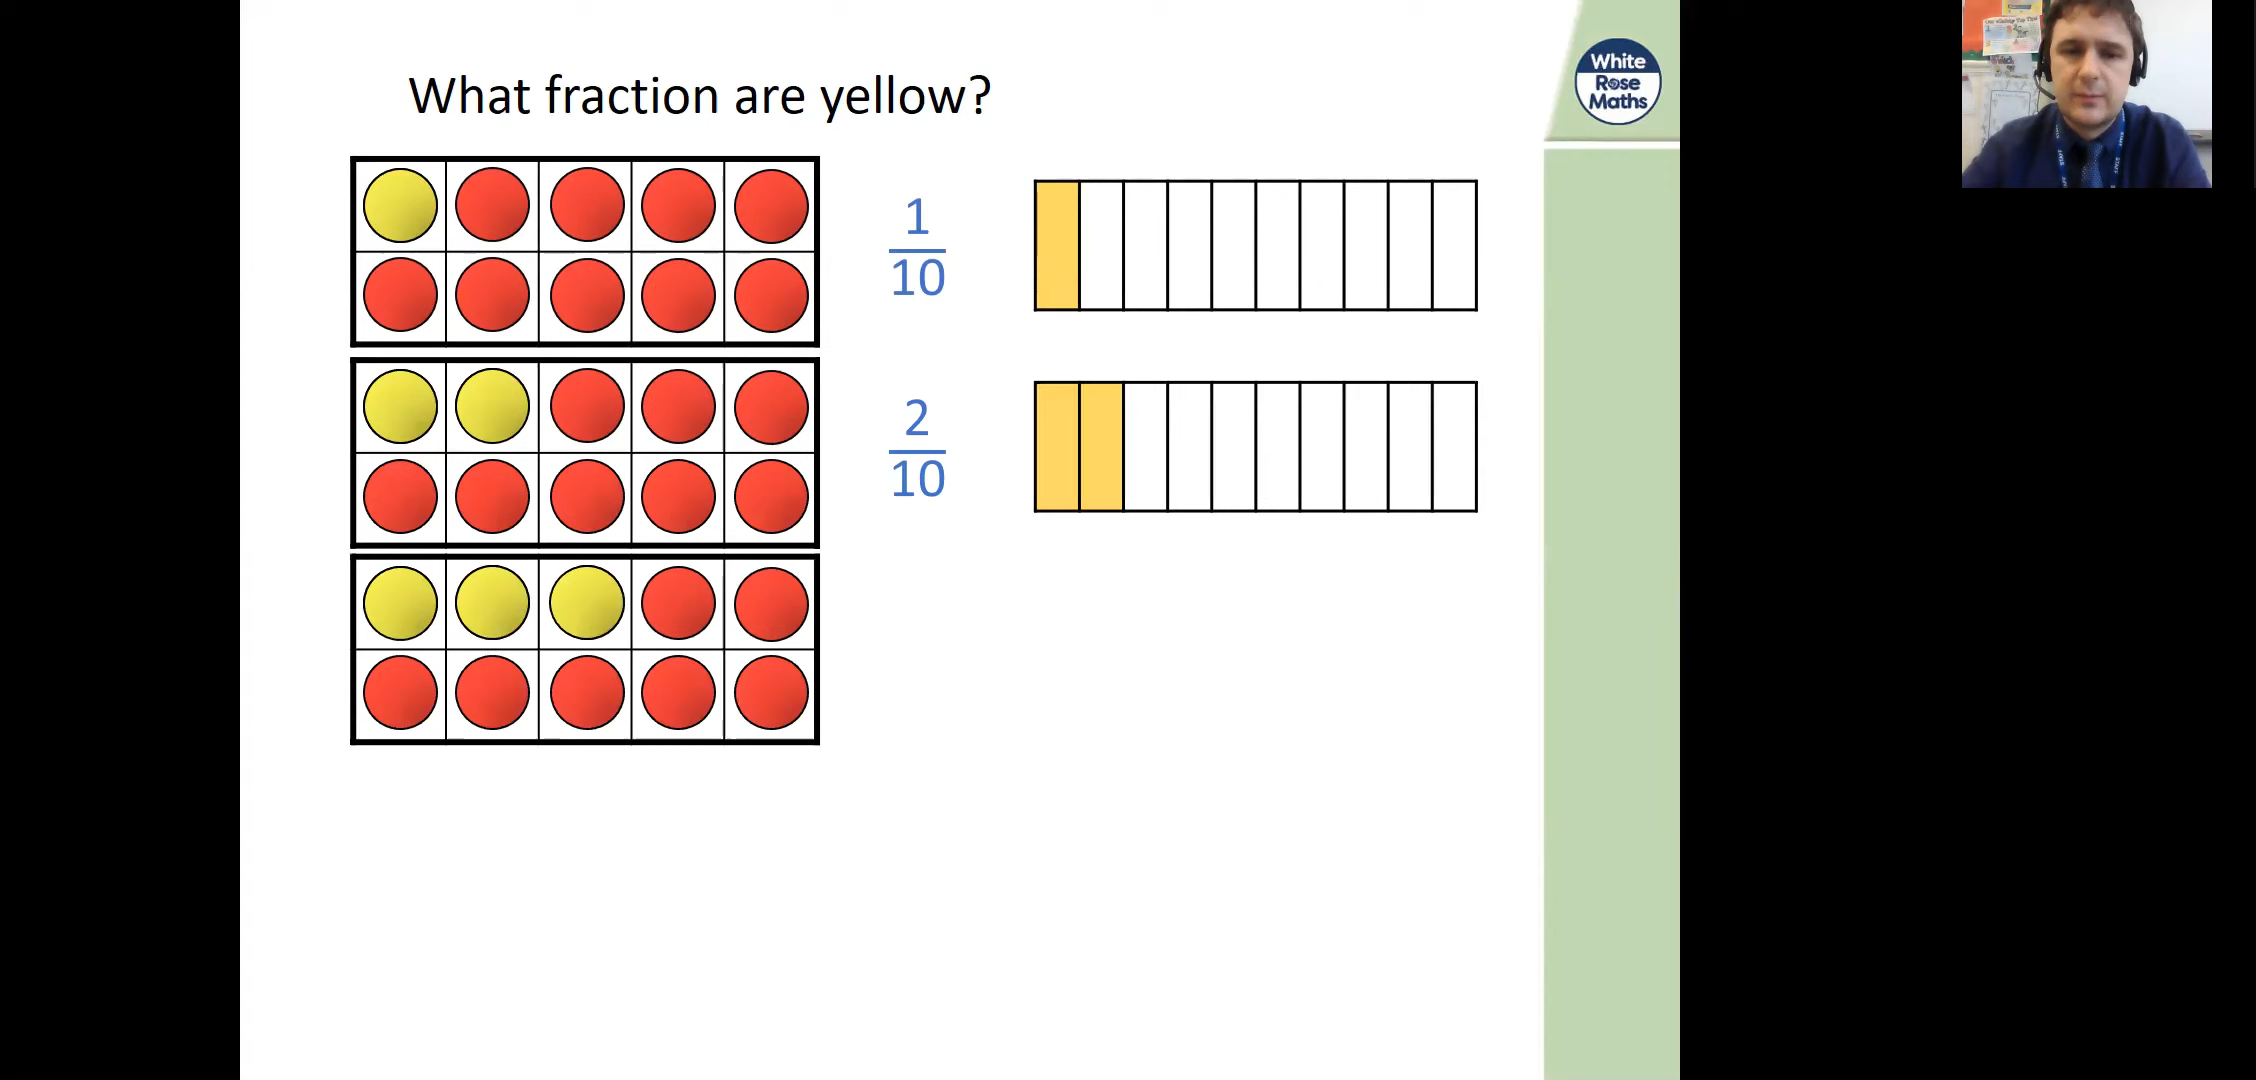 What fraction are yellow?
White
Rose
Maths
1
10
2
10